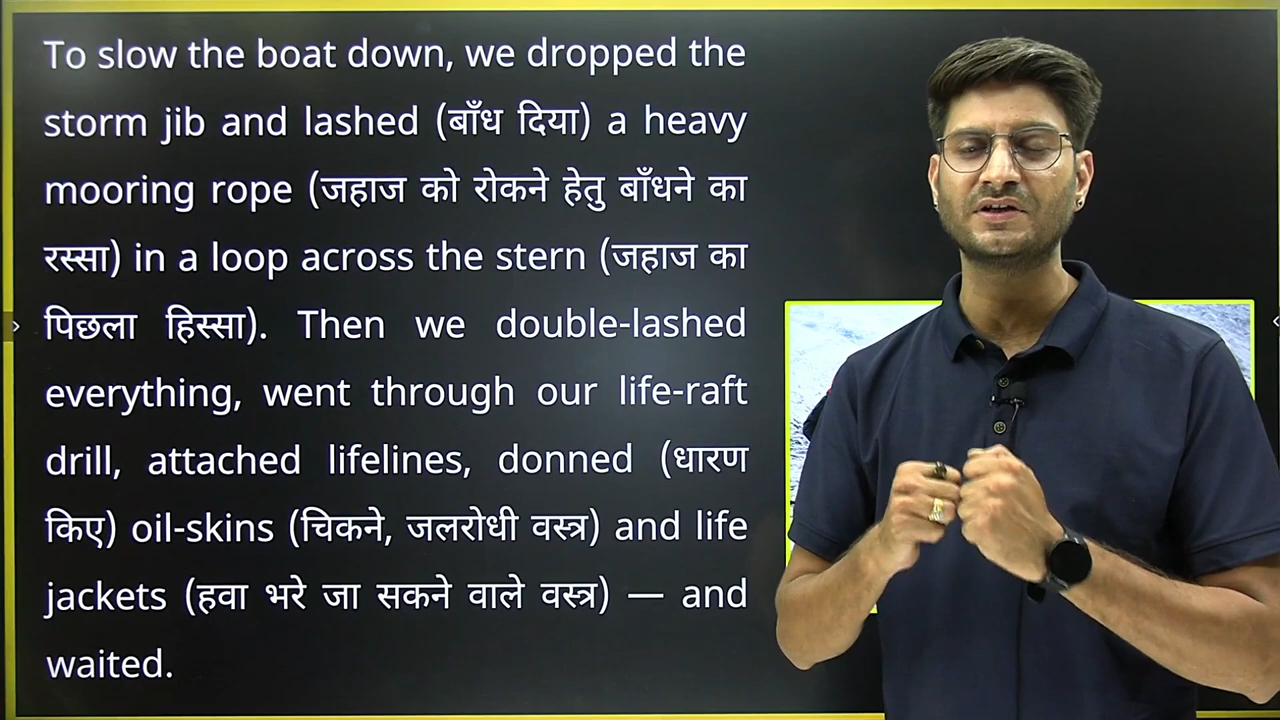 To slow the boat down, we dropped the
storm jib and lashed (बाँध दिया) a heavy
mooring rope (जहाज को रोकने हेतु बाँधने का
रस्सा) in a loop across the stern (जहाज का
पिछला हिस्सा). Then we double-lashed
everything, went through our life-raft
drill, attached lifelines, donned (धारण
किए) oil-skins (चिकने, जलरोधी वस्त्र) and life
jackets (हवा भरे जा सकने वाले वस्त्र) — and
waited.